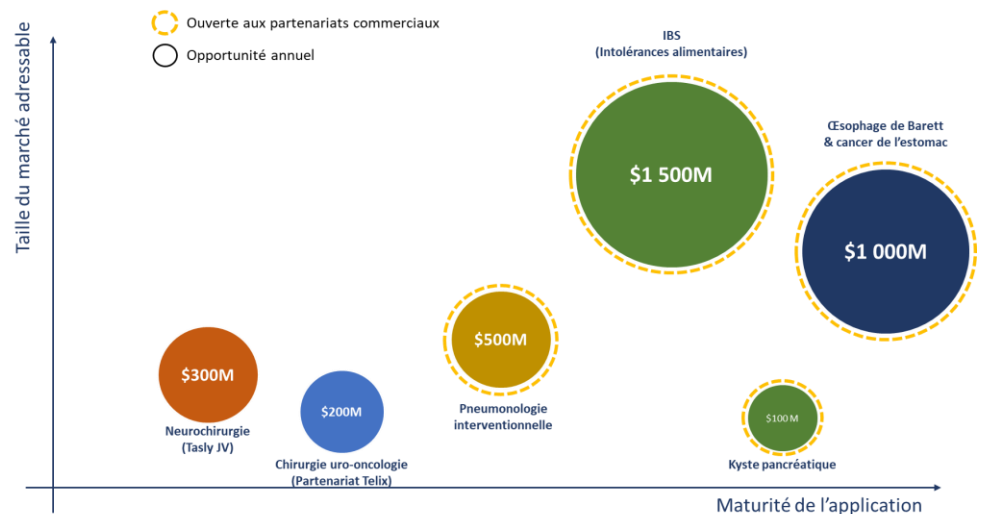 Ouverte aux partenariats commerciaux
Opportunité annuel
Taille du marché adressable
IBS
(Intolérances alimentaires)
$1 500M
Œsophage de Barett
& cancer de l'estomac
$1 000M
$500M
Pneumonologie
interventionnelle
$300M
Neurochirurgie
(Tasly JV)
$200M
Chirurgie uro-oncologie
(Partenariat Telix)
$100 M
Kyste pancréatique
Maturité de l'application